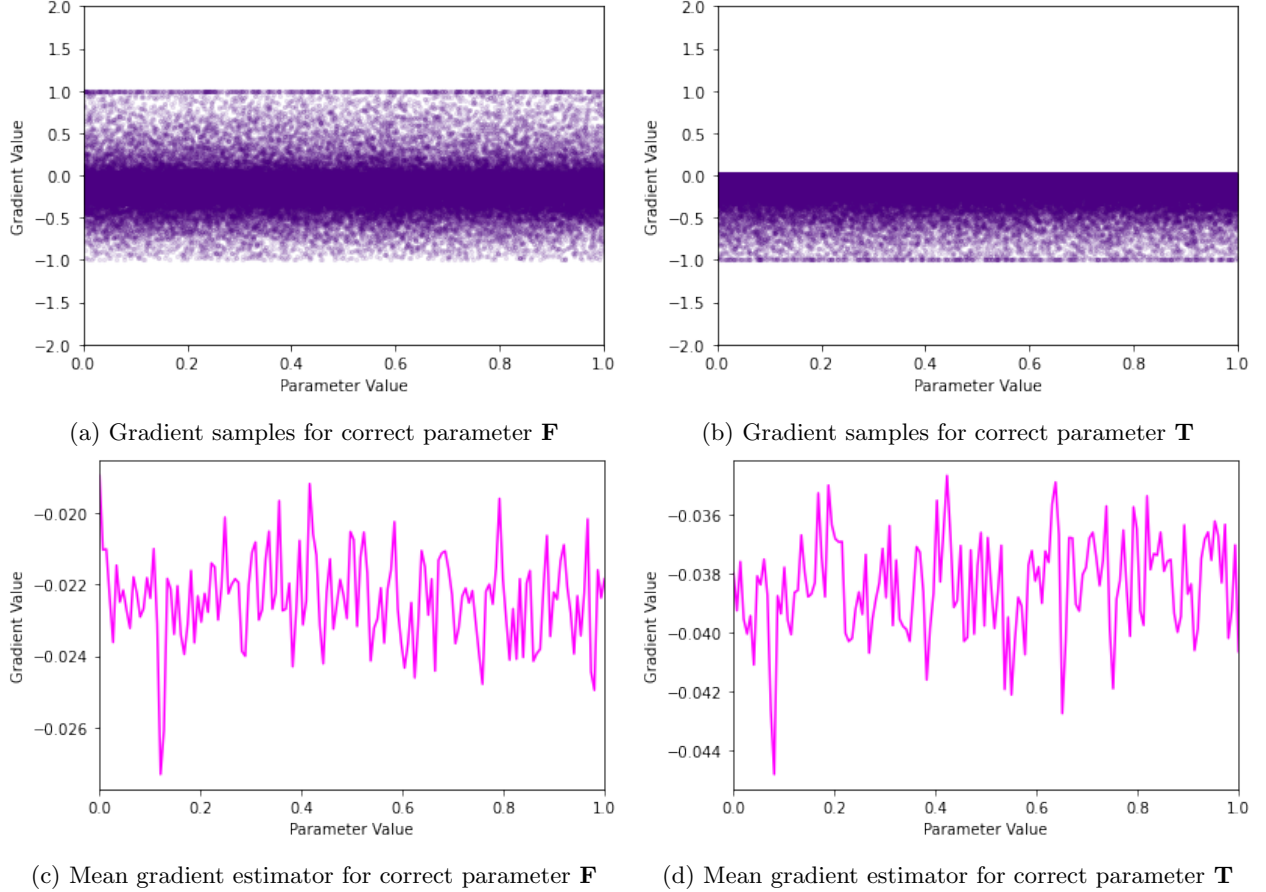 2.0
1.5
1.0
0.5
0.0
−0.5
−1.0
−1.5
−2.0
Gradient Value
0.0 0.2 0.4 0.6 0.8 1.0
Parameter Value
(a) Gradient samples for correct parameter F
2.0
1.5
1.0
0.5
0.0
−0.5
−1.0
−1.5
−2.0
Gradient Value
0.0 0.2 0.4 0.6 0.8 1.0
Parameter Value
(b) Gradient samples for correct parameter T
−0.020
−0.022
−0.024
−0.026
Gradient Value
0.0 0.2 0.4 0.6 0.8 1.0
Parameter Value
(c) Mean gradient estimator for correct parameter F
−0.036
−0.038
−0.040
−0.042
−0.044
Gradient Value
0.0 0.2 0.4 0.6 0.8 1.0
Parameter Value
(d) Mean gradient estimator for correct parameter T